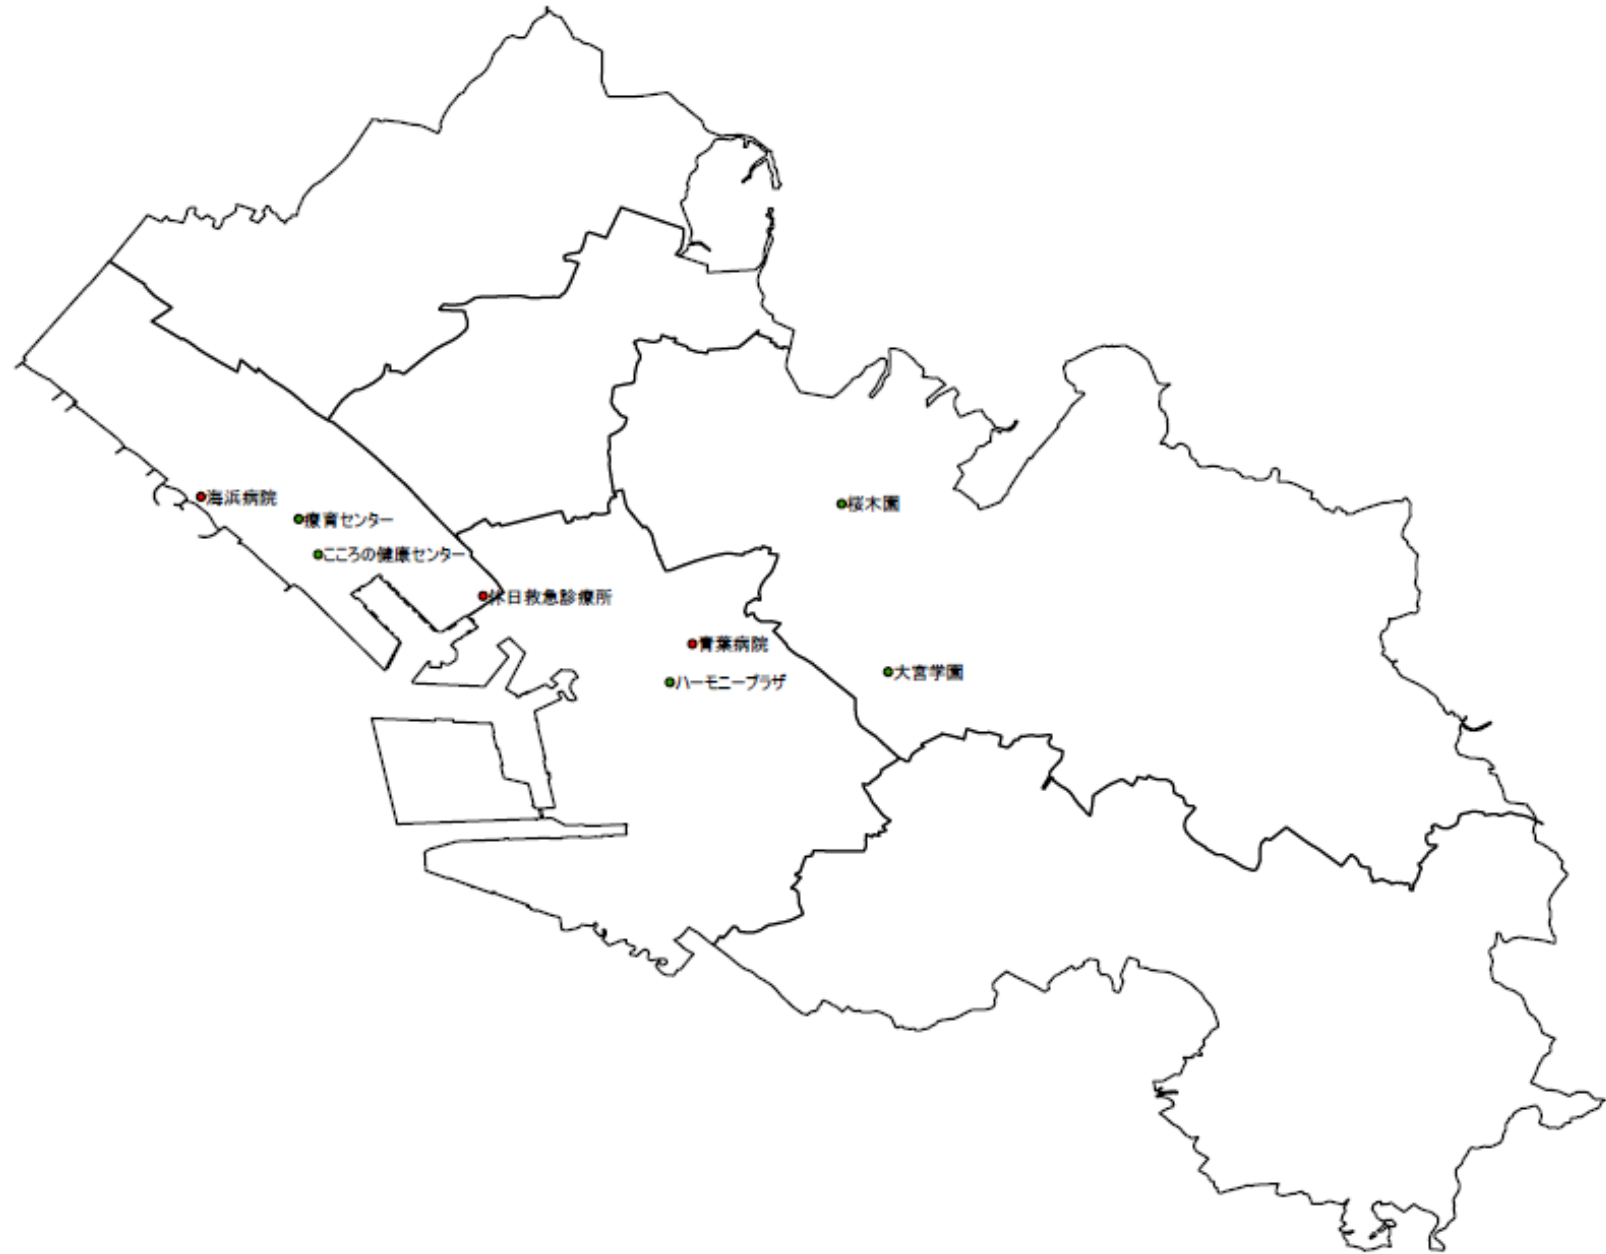 海浜病院
桜木園
療育センター
こころの健康センター
休日救急診療所
青葉病院
大宮学園
ハーモニープラザ